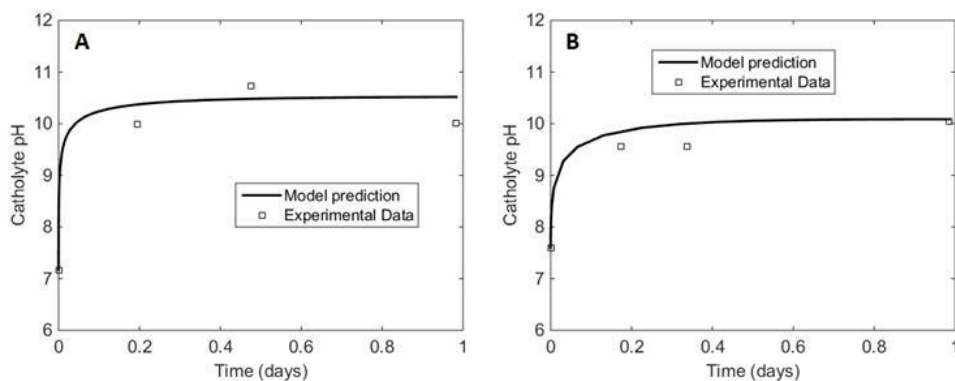 A
12
11
10
9
8
7
6
Catholyte pH
Model prediction
Experimental Data
0
0.2
0.4
0.6
0.8
1
Time (days)
B
12
11
10
9
8
7
6
Catholyte pH
Model prediction
Experimental Data
0
0.2
0.4
0.6
0.8
1
Time (days)